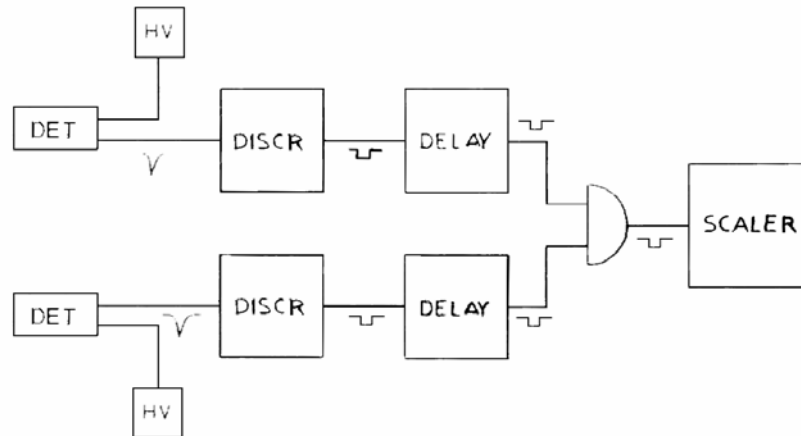 HV
DET
DISCR
DELAY
SCALER
DET
DISCR
DELAY
HV